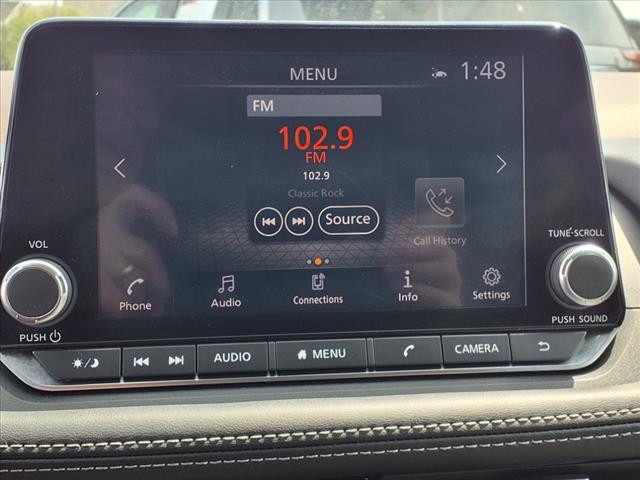 MENU
1:48
FM
102.9
FM
102.9
Classic Rock
Source
Call History
Phone
Audio
Connections
Info
Settings
VOL
PUSH
TUNE·SCROLL
PUSH SOUND
AUDIO
MENU
CAMERA